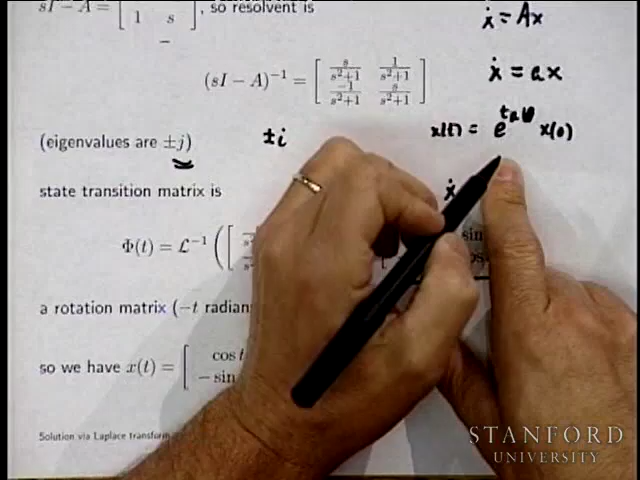 sI − A = [ 1 s ] , so resolvent is
ẋ = Ax
ẋ = ax
(sI − A)⁻¹ = [ s/(s²+1) 1/(s²+1) ; −1/(s²+1) s/(s²+1) ]
x(t) = e^{ta} x(0)
(eigenvalues are ±j) ±i
ẋ
state transition matrix is
Φ(t) = ℒ⁻¹ ( [ sin
a rotation matrix (−t radian
so we have x(t) = [ cos t − sin
Solution via Laplace transform
STANFORD
UNIVERSITY